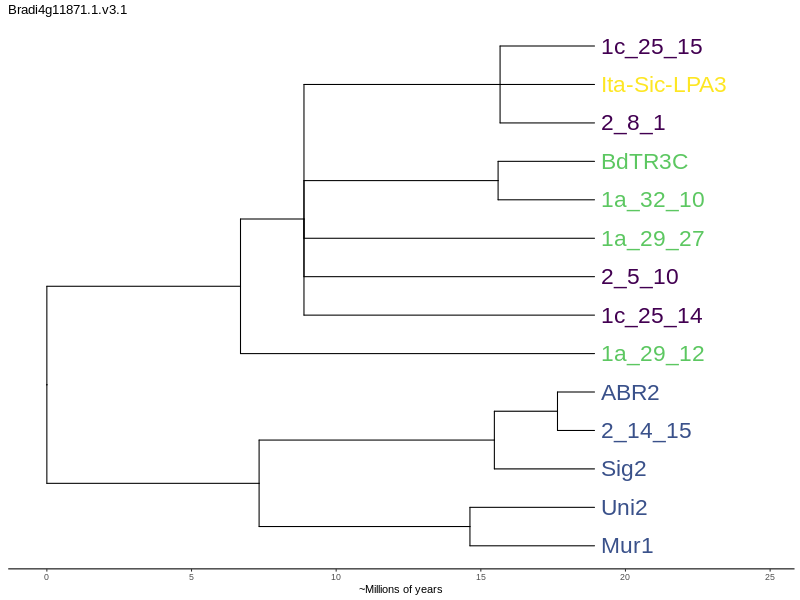 Bradi4g11871.1.v3.1
1c_25_15
Ita-Sic-LPA3
2_8_1
BdTR3C
1a_32_10
1a_29_27
2_5_10
1c_25_14
1a_29_12
ABR2
2_14_15
Sig2
Uni2
Mur1
0 5 10 15 20 25
~Millions of years